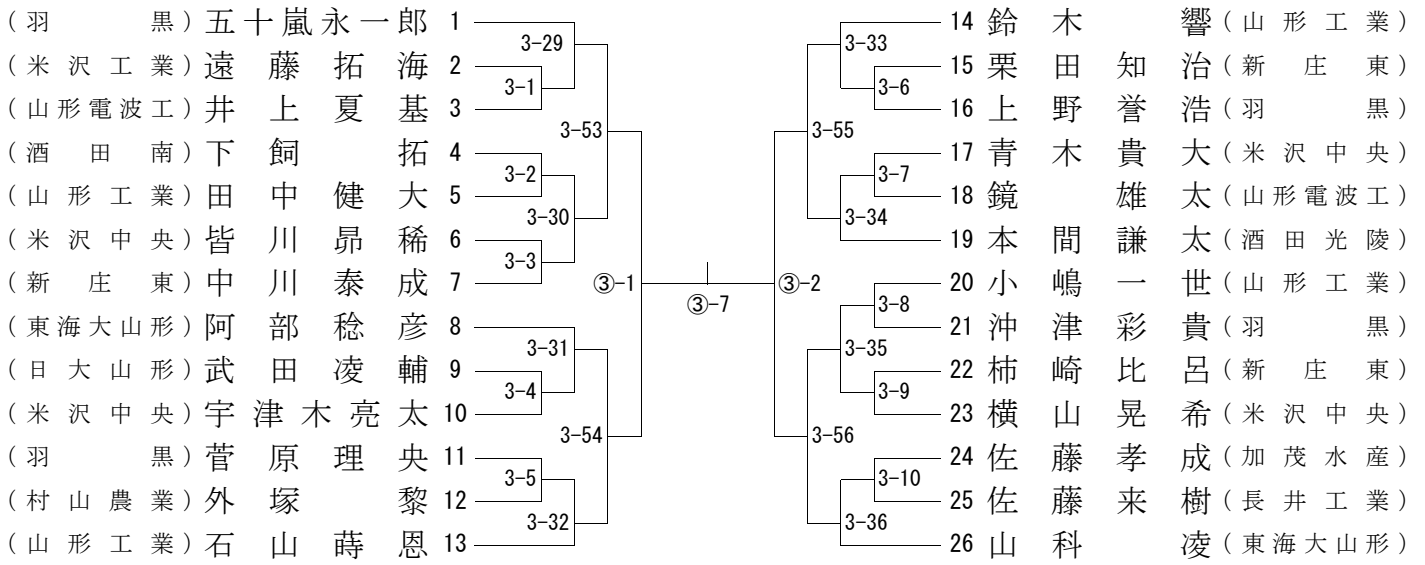 (羽黒) 五十嵐永一郎 1
(米沢工業) 遠藤拓海 2
(山形電波工) 井上夏基 3
(酒田南) 下飼拓 4
(山形工業) 田中健大 5
(米沢中央) 皆川昴稀 6
(新庄東) 中川泰成 7
(東海大山形) 阿部稔彦 8
(日大山形) 武田凌輔 9
(米沢中央) 宇津木亮太 10
(羽黒) 菅原理央 11
(村山農業) 外塚黎 12
(山形工業) 石山蒔恩 13
3-29
3-1
3-53
3-2
3-30
3-3
③-1
3-31
3-4
3-54
3-5
3-32
③-7
3-33
3-6
3-55
3-7
3-34
③-2
3-8
3-35
3-9
3-56
3-10
3-36
14 鈴木響 (山形工業)
15 栗田知治 (新庄東)
16 上野誉浩 (羽黒)
17 青木貴大 (米沢中央)
18 鏡雄太 (山形電波工)
19 本間謙太 (酒田光陵)
20 小嶋一世 (山形工業)
21 沖津彩貴 (羽黒)
22 柿崎比呂 (新庄東)
23 横山晃希 (米沢中央)
24 佐藤孝成 (加茂水産)
25 佐藤来樹 (長井工業)
26 山科凌 (東海大山形)